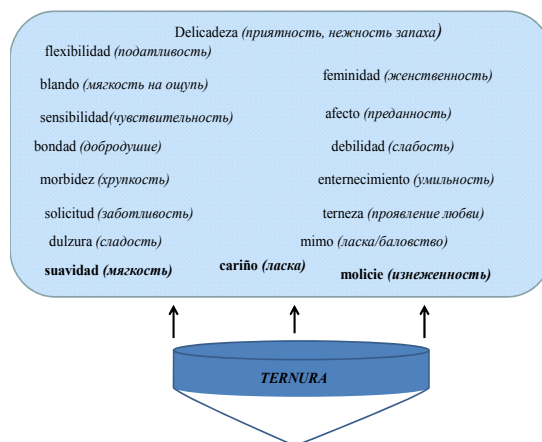 Delicadeza (приятность, нежность запаха)
flexibilidad (податливость)
feminidad (женственность)
blando (мягкость на ощупь)
afecto (преданность)
sensibilidad(чувствительность)
bondad (добродушие)
debilidad (слабость)
morbidez (хрупкость)
enternecimiento (умильность)
solicitud (заботливость)
terneza (проявление любви)
dulzura (сладость)
mimo (ласка/баловство)
suavidad (мягкость)
cariño (ласка)
molicie (изнеженность)
TERNURA